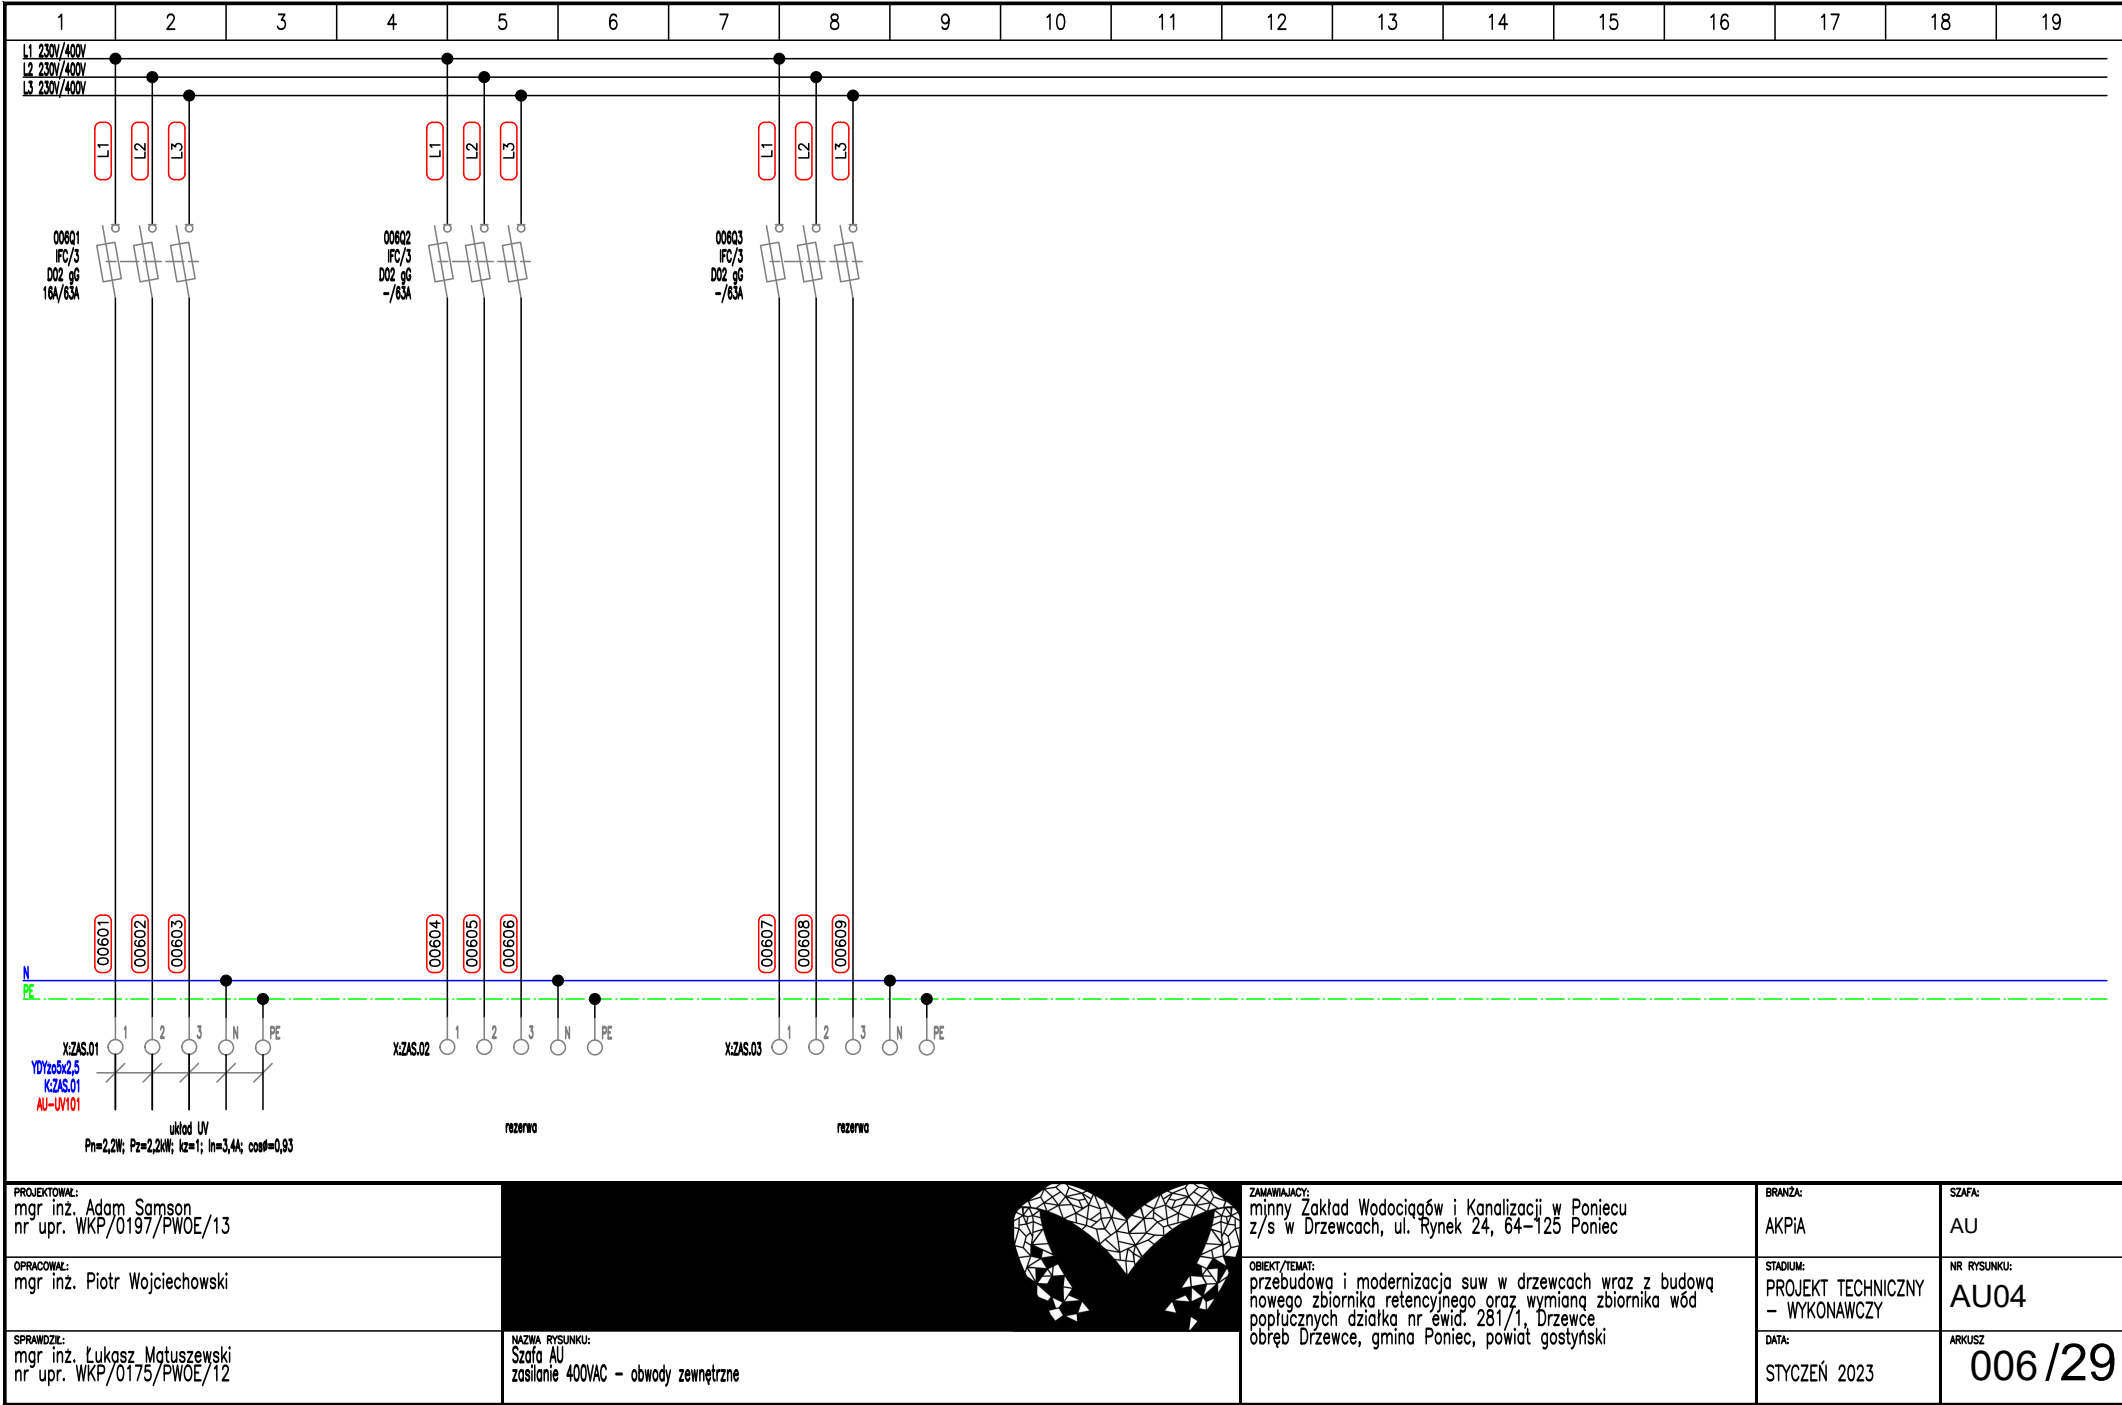 1 2 3 4 5 6 7 8 9 10 11 12 13 14 15 16 17 18 19
L1 230V/400V
L2 230V/400V
L3 230V/400V
L1 L2 L3 L1 L2 L3 L1 L2 L3
006Q1
IFC/3
D02 gG
16A/63A
006Q2
IFC/3
D02 gG
-/63A
006Q3
IFC/3
D02 gG
-/63A
00601 00602 00603 00604 00605 00606 00607 00608 00609
N
PE
X:ZAS.01 1 2 3 N PE
X:ZAS.02 1 2 3 N PE
X:ZAS.03 1 2 3 N PE
YDYżo5x2,5
K:ZAS.01
AU-UV101
układ UV
Pn=2,2W; Pz=2,2kW; kz=1; In=3,4A; cosø=0,93
rezerwa
rezerwa
PROJEKTOWAŁ:
mgr inż. Adam Samson
nr upr. WKP/0197/PWOE/13
OPRACOWAŁ:
mgr inż. Piotr Wojciechowski
SPRAWDZIŁ:
mgr inż. Łukasz Matuszewski
nr upr. WKP/0175/PWOE/12
NAZWA RYSUNKU:
Szafa AU
zasilanie 400VAC - obwody zewnętrzne
ZAMAWIAJACY:
minny Zakład Wodociągów i Kanalizacji w Poniecu
z/s w Drzewcach, ul. Rynek 24, 64-125 Poniec
OBIEKT/TEMAT:
przebudowa i modernizacja suw w drzewcach wraz z budową
nowego zbiornika retencyjnego oraz wymianą zbiornika wód
popłucznych działka nr ewid. 281/1, Drzewce
obręb Drzewce, gmina Poniec, powiat gostyński
BRANŻA:
AKPiA
STADIUM:
PROJEKT TECHNICZNY
- WYKONAWCZY
DATA:
STYCZEŃ 2023
SZAFA:
AU
NR RYSUNKU:
AU04
ARKUSZ
006 /29